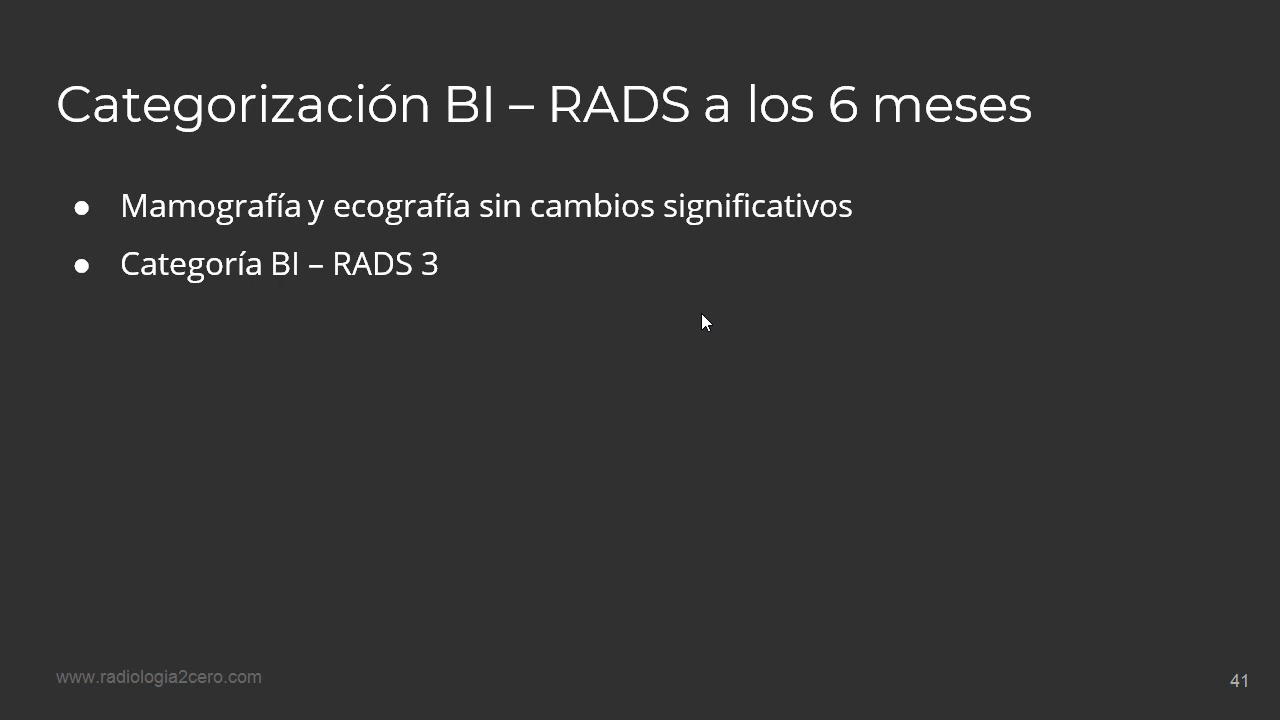 Categorización BI – RADS a los 6 meses
● Mamografía y ecografía sin cambios significativos
● Categoría BI – RADS 3
www.radiologia2cero.com
41